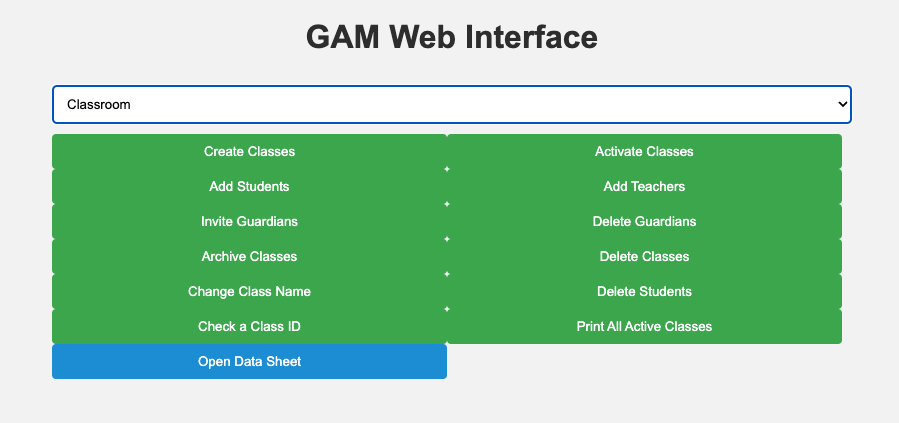 GAM Web Interface
Classroom
Create Classes
Activate Classes
Add Students
Add Teachers
Invite Guardians
Delete Guardians
Archive Classes
Delete Classes
Change Class Name
Delete Students
Check a Class ID
Print All Active Classes
Open Data Sheet